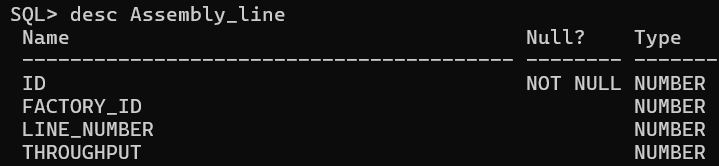 SQL> desc Assembly_line
Name Null? Type
----------------------------------------- -------- -------
ID NOT NULL NUMBER
FACTORY_ID NUMBER
LINE_NUMBER NUMBER
THROUGHPUT NUMBER